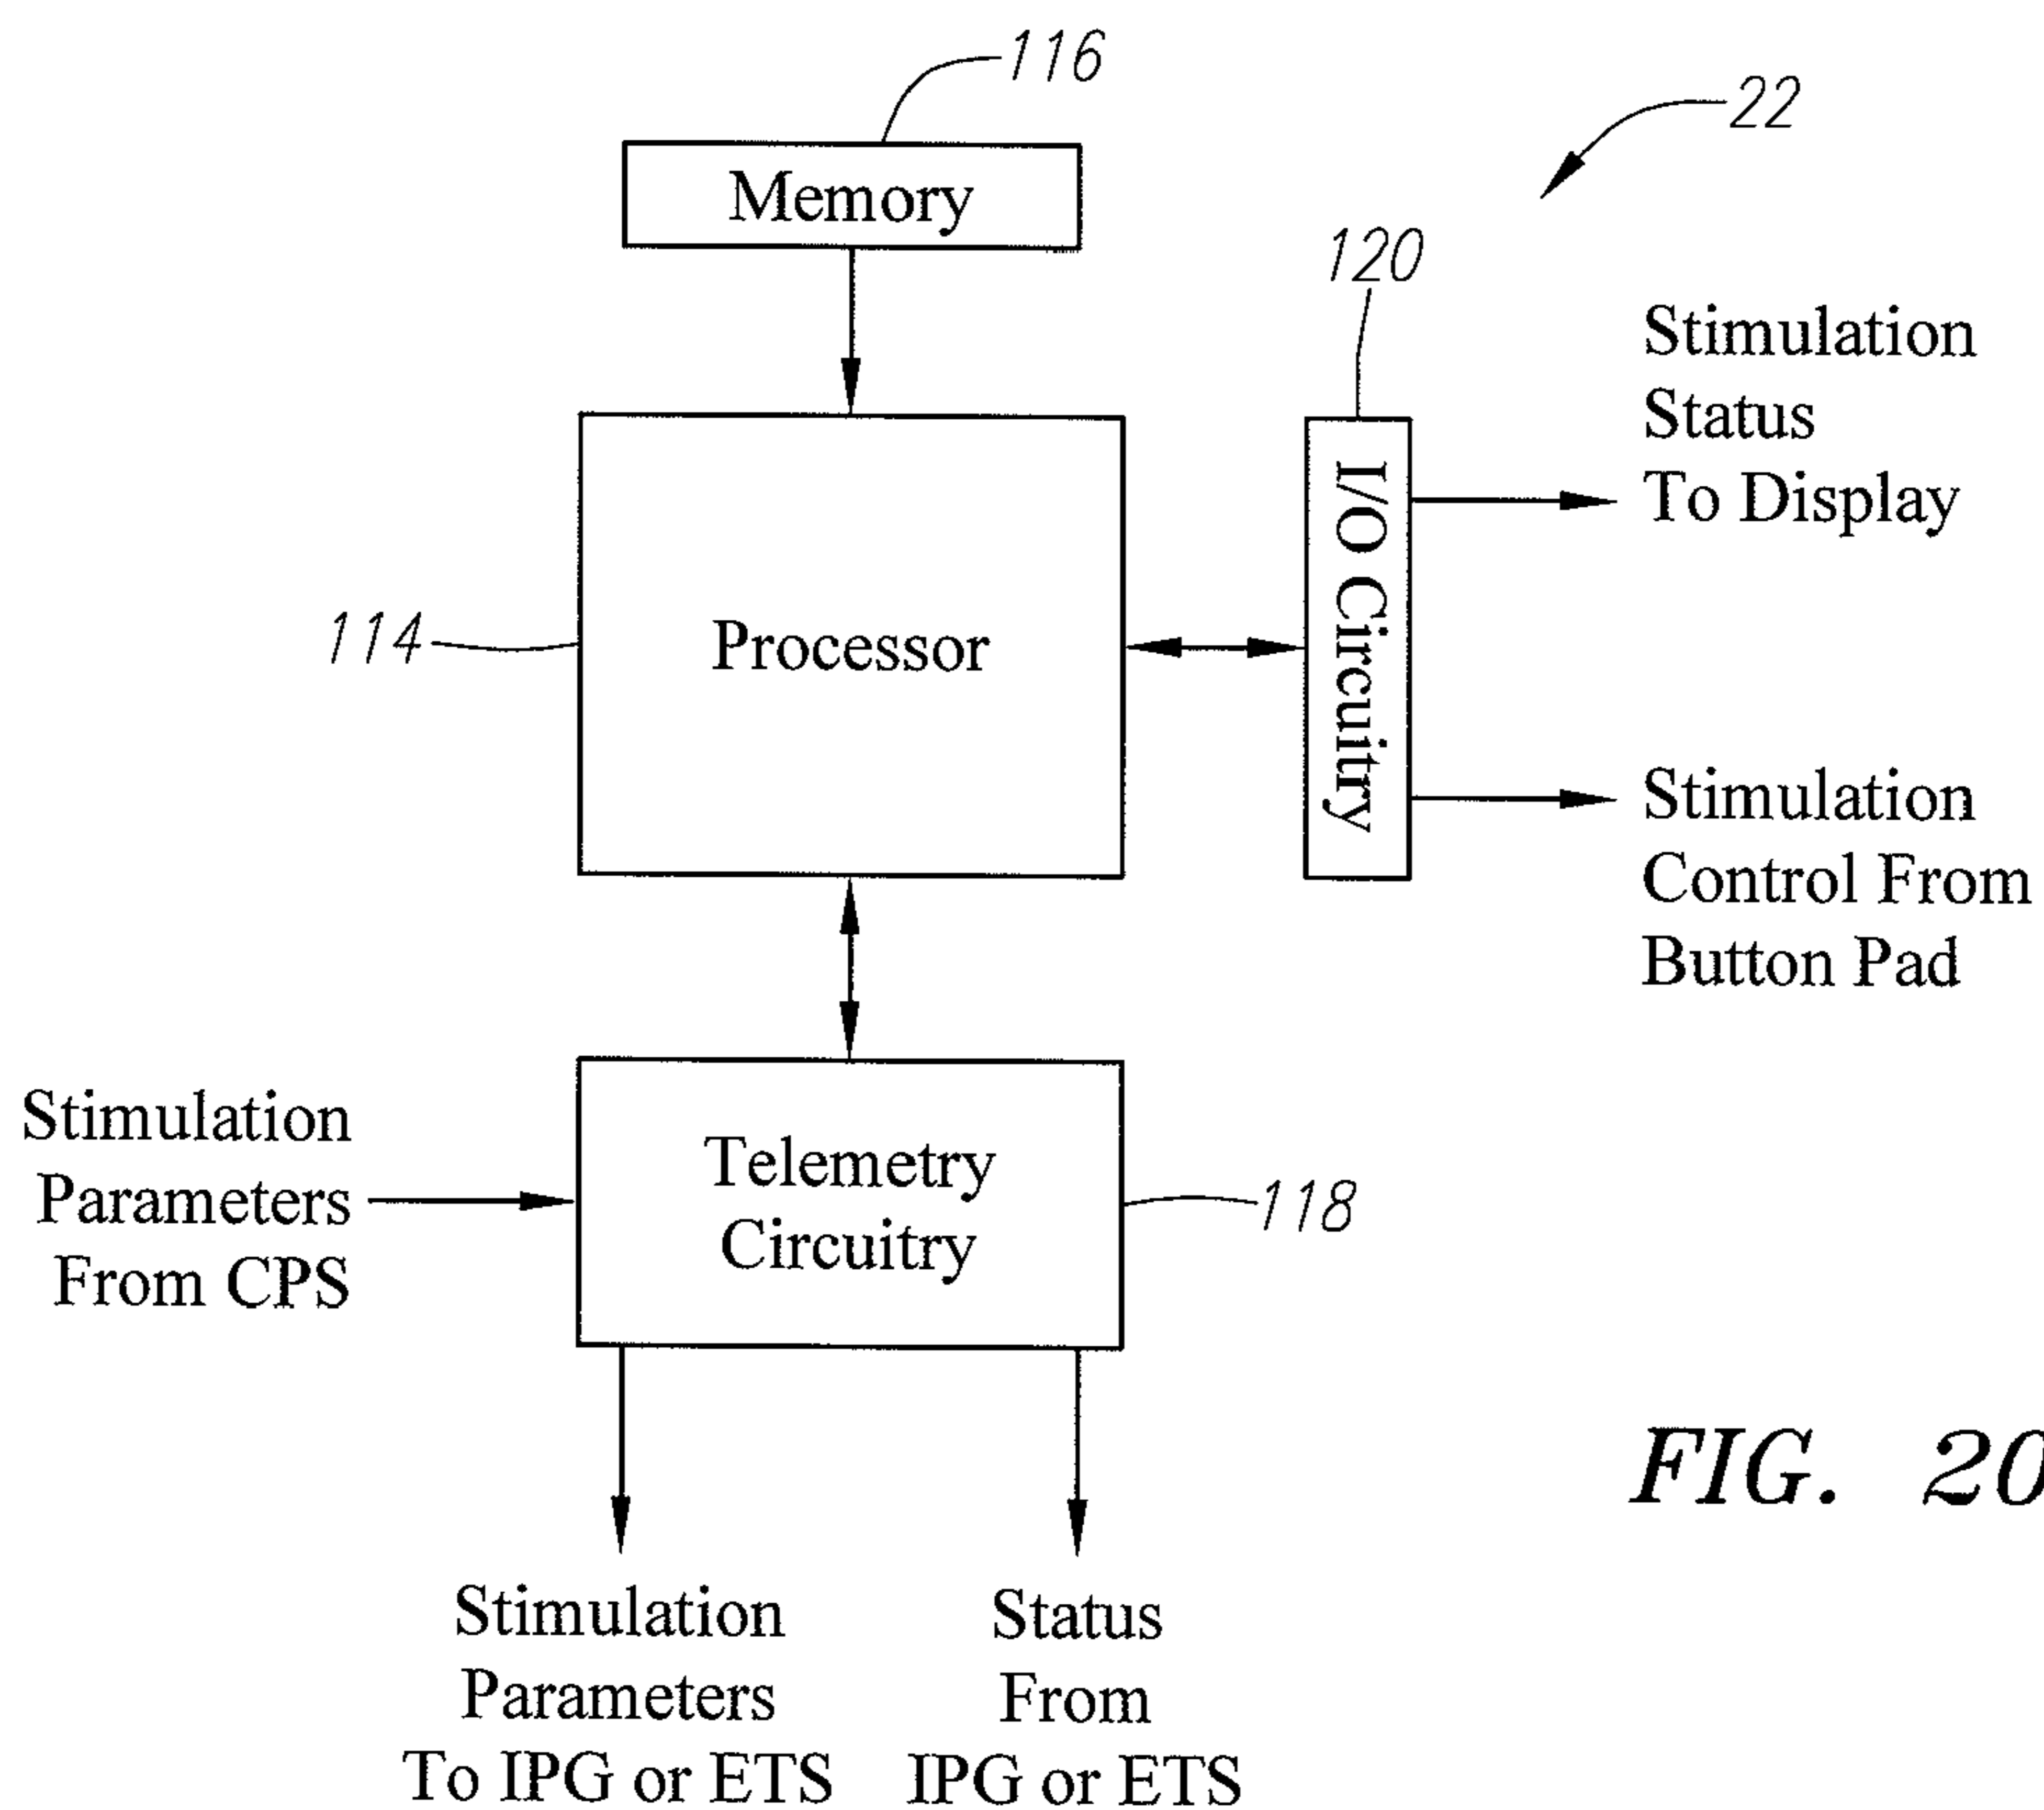 116
22
Memory
120
Stimulation
Status
To Display
I/O Circuitry
114
Processor
Stimulation
Control From
Button Pad
Stimulation
Parameters
From CPS
Telemetry
Circuitry
118
FIG. 20
Stimulation
Parameters
To IPG or ETS
Status
From
IPG or ETS